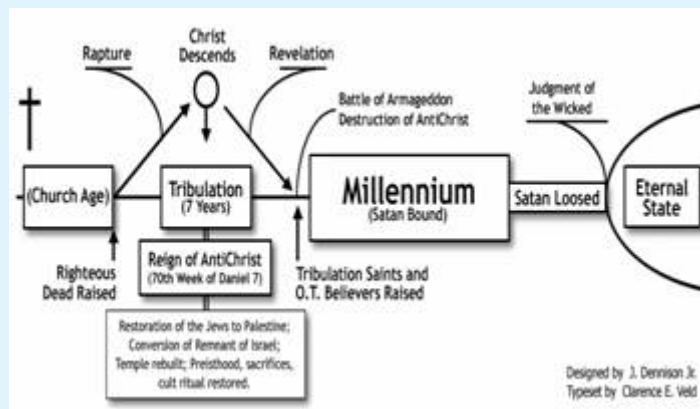 Christ
Descends
Rapture
Revelation
Battle of Armageddon
Destruction of AntiChrist
Judgment of
the Wicked
(Church Age)
Tribulation
(7 Years)
Millennium
(Satan Bound)
Satan Loosed
Eternal
State
Righteous
Dead Raised
Reign of AntiChrist
(70th Week of Daniel 7)
Tribulation Saints and
O.T. Believers Raised
Restoration of the Jews to Palestine;
Conversion of Remnant of Israel;
Temple rebuilt; Preisthood, sacrifices,
cult ritual restored.
Designed by J. Dennison Jr.
Typeset by Clarence E. Veld